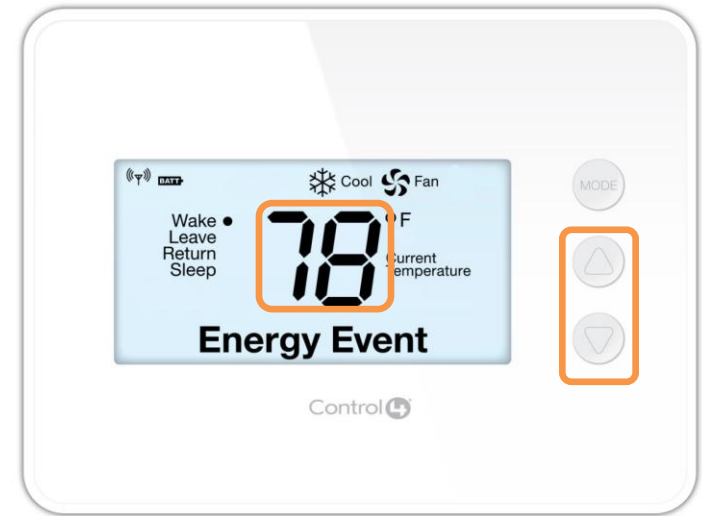 BATT Cool Fan
MODE
Wake
Leave
Return
Sleep
78 °F
Current
Temperature
Energy Event
Control4